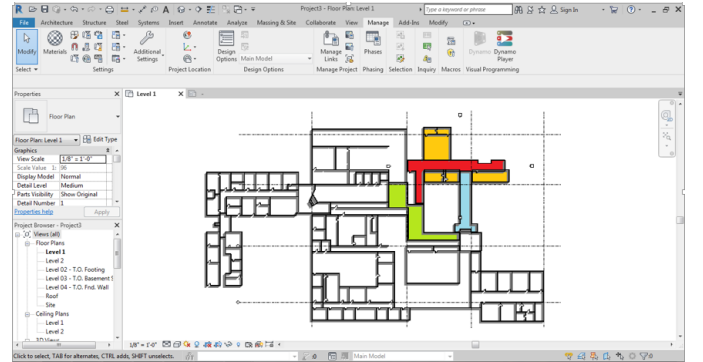 Project3 - Floor Plan: Level 1
Type a keyword or phrase
Sign In
File Architecture Structure Steel Systems Insert Annotate Analyze Massing & Site Collaborate View Manage Add-Ins Modify
Modify
Materials
Additional
Settings
Design
Options
Main Model
Manage
Links
Phases
Dynamo
Dynamo
Player
Select
Settings
Project Location
Design Options
Manage Project
Phasing
Selection
Inquiry
Macros
Visual Programming
Properties
Level 1
Floor Plan
Floor Plan: Level 1
Edit Type
Graphics
View Scale 1/8" = 1'-0"
Scale Value 1: 96
Display Model Normal
Detail Level Medium
Parts Visibility Show Original
Detail Number 1
Properties help
Apply
Project Browser - Project3
Views (all)
Floor Plans
Level 1
Level 2
Level 02 - T.O. Footing
Level 03 - T.O. Basement S
Level 04 - T.O. Fnd. Wall
Roof
Site
Ceiling Plans
Level 1
Level 2
1/8" = 1'-0"
Click to select, TAB for alternates, CTRL adds, SHIFT unselects.
:0
Main Model